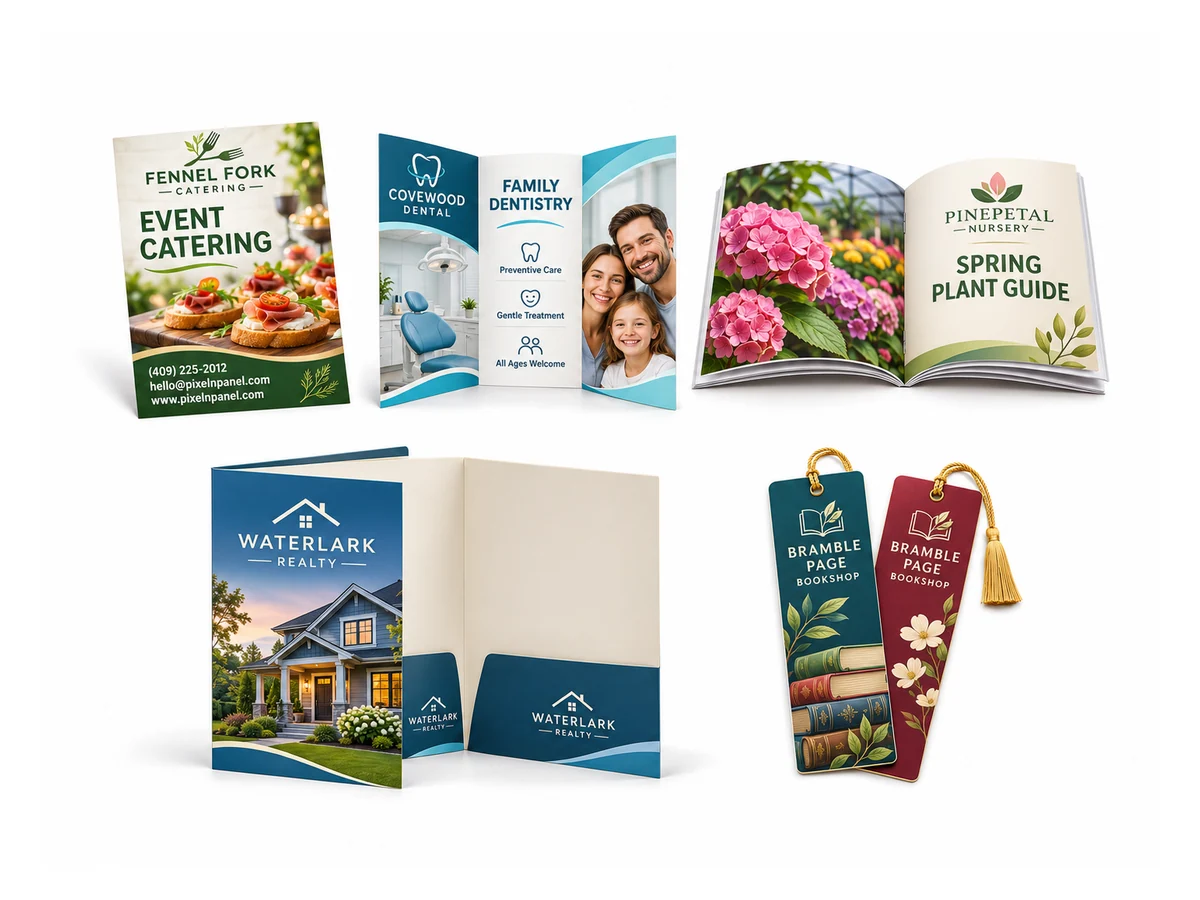 FENNEL FORK
CATERING
EVENT
CATERING
(409) 225-2012
hello@pixelnpanel.com
www.pixelnpanel.com
COVEWOOD
DENTAL
FAMILY
DENTISTRY
Preventive Care
Gentle Treatment
All Ages Welcome
PINEPETAL
NURSERY
SPRING
PLANT GUIDE
WATERLARK
REALTY
WATERLARK
REALTY
WATERLARK
REALTY
BRAMBLE
PAGE
BOOKSHOP
BRAMBLE
PAGE
BOOKSHOP